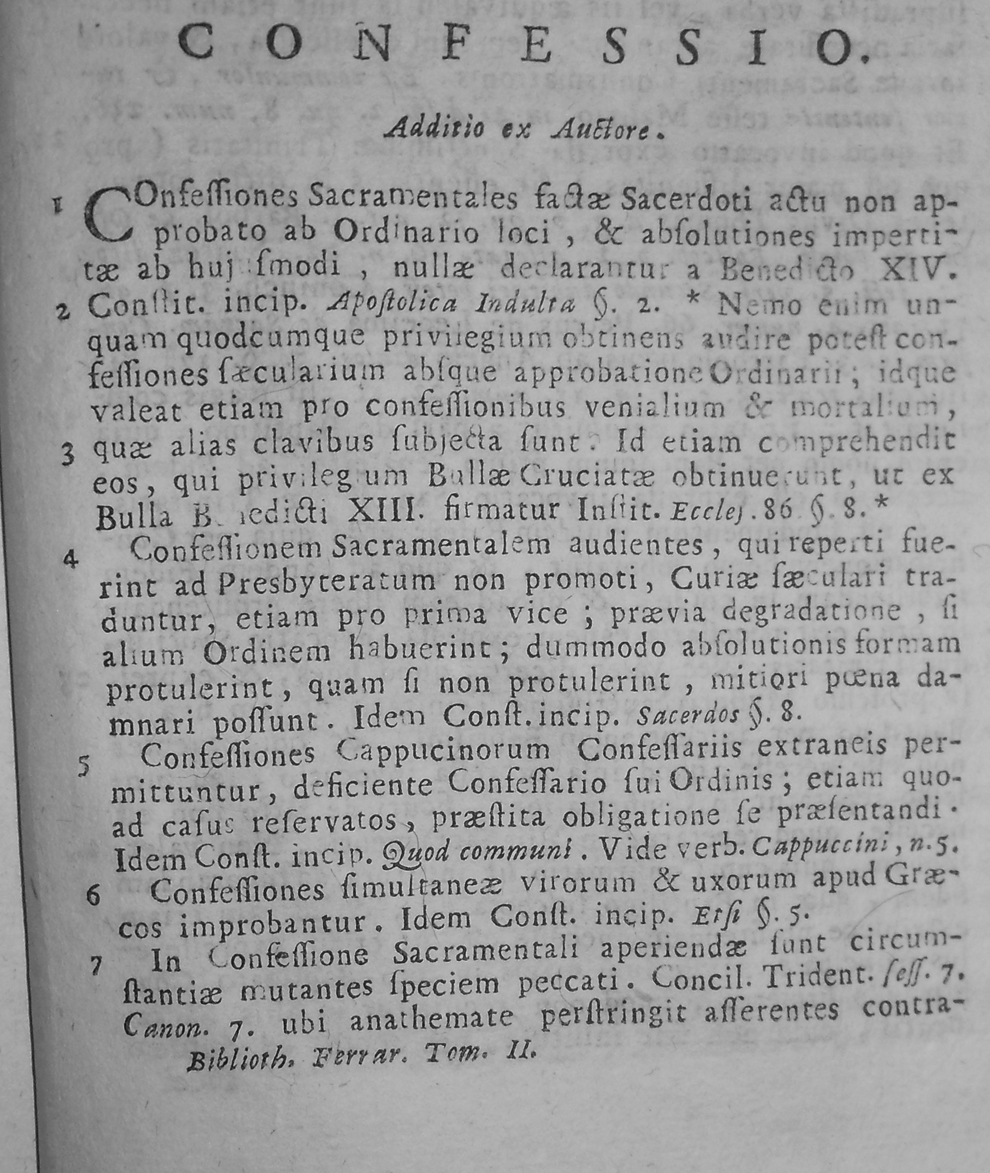 CONFESSIO.
Additio ex Auctore.
1 COnfeſſiones Sacramentales factæ Sacerdoti actu non ap-
probato ab Ordinario loci, & abſolutiones imperti-
tæ ab huj ſmodi, nullæ declarantur a Benedicto XIV.
2 Conſtit. incip. Apoſtolica Indulta §. 2. * Nemo enim un-
quam quodcumque privilegium obtinens audire poteſt con-
feſſiones ſæcularium abſque approbatione Ordinarii; idque
valeat etiam pro confeſſionibus venialium & mortalium,
3 quæ alias clavibus ſubjecta ſunt. Id etiam comprehendit
eos, qui privilegium Bullæ Cruciatæ obtinuerunt, ut ex
Bulla Benedicti XIII. firmatur Inſtit. Eccleſ. 86 §. 8. *
4 Confeſſionem Sacramentalem audientes, qui reperti fue-
rint ad Presbyteratum non promoti, Curiæ ſæculari tra-
duntur, etiam pro prima vice; prævia degradatione, ſi
alium Ordinem habuerint; dummodo abſolutionis formam
protulerint, quam ſi non protulerint, mitiori pœna da-
mnari poſſunt. Idem Conſt. incip. Sacerdos §. 8.
5 Confeſſiones Cappucinorum Confeſſariis extraneis per-
mittuntur, deficiente Confeſſario ſui Ordinis; etiam quo-
ad caſus reſervatos, præſtita obligatione ſe præſentandi.
Idem Conſt. incip. Quod communi. Vide verb. Cappuccini, n. 5.
6 Confeſſiones ſimultaneæ virorum & uxorum apud Græ-
cos improbantur. Idem Conſt. incip. Etſi §. 5.
7 In Confeſſione Sacramentali aperiendæ ſunt circum-
ſtantiæ mutantes ſpeciem peccati. Concil. Trident. ſeſſ. 7.
Canon. 7. ubi anathemate perſtringit aſſerentes contra-
Biblioth. Ferrar. Tom. II.